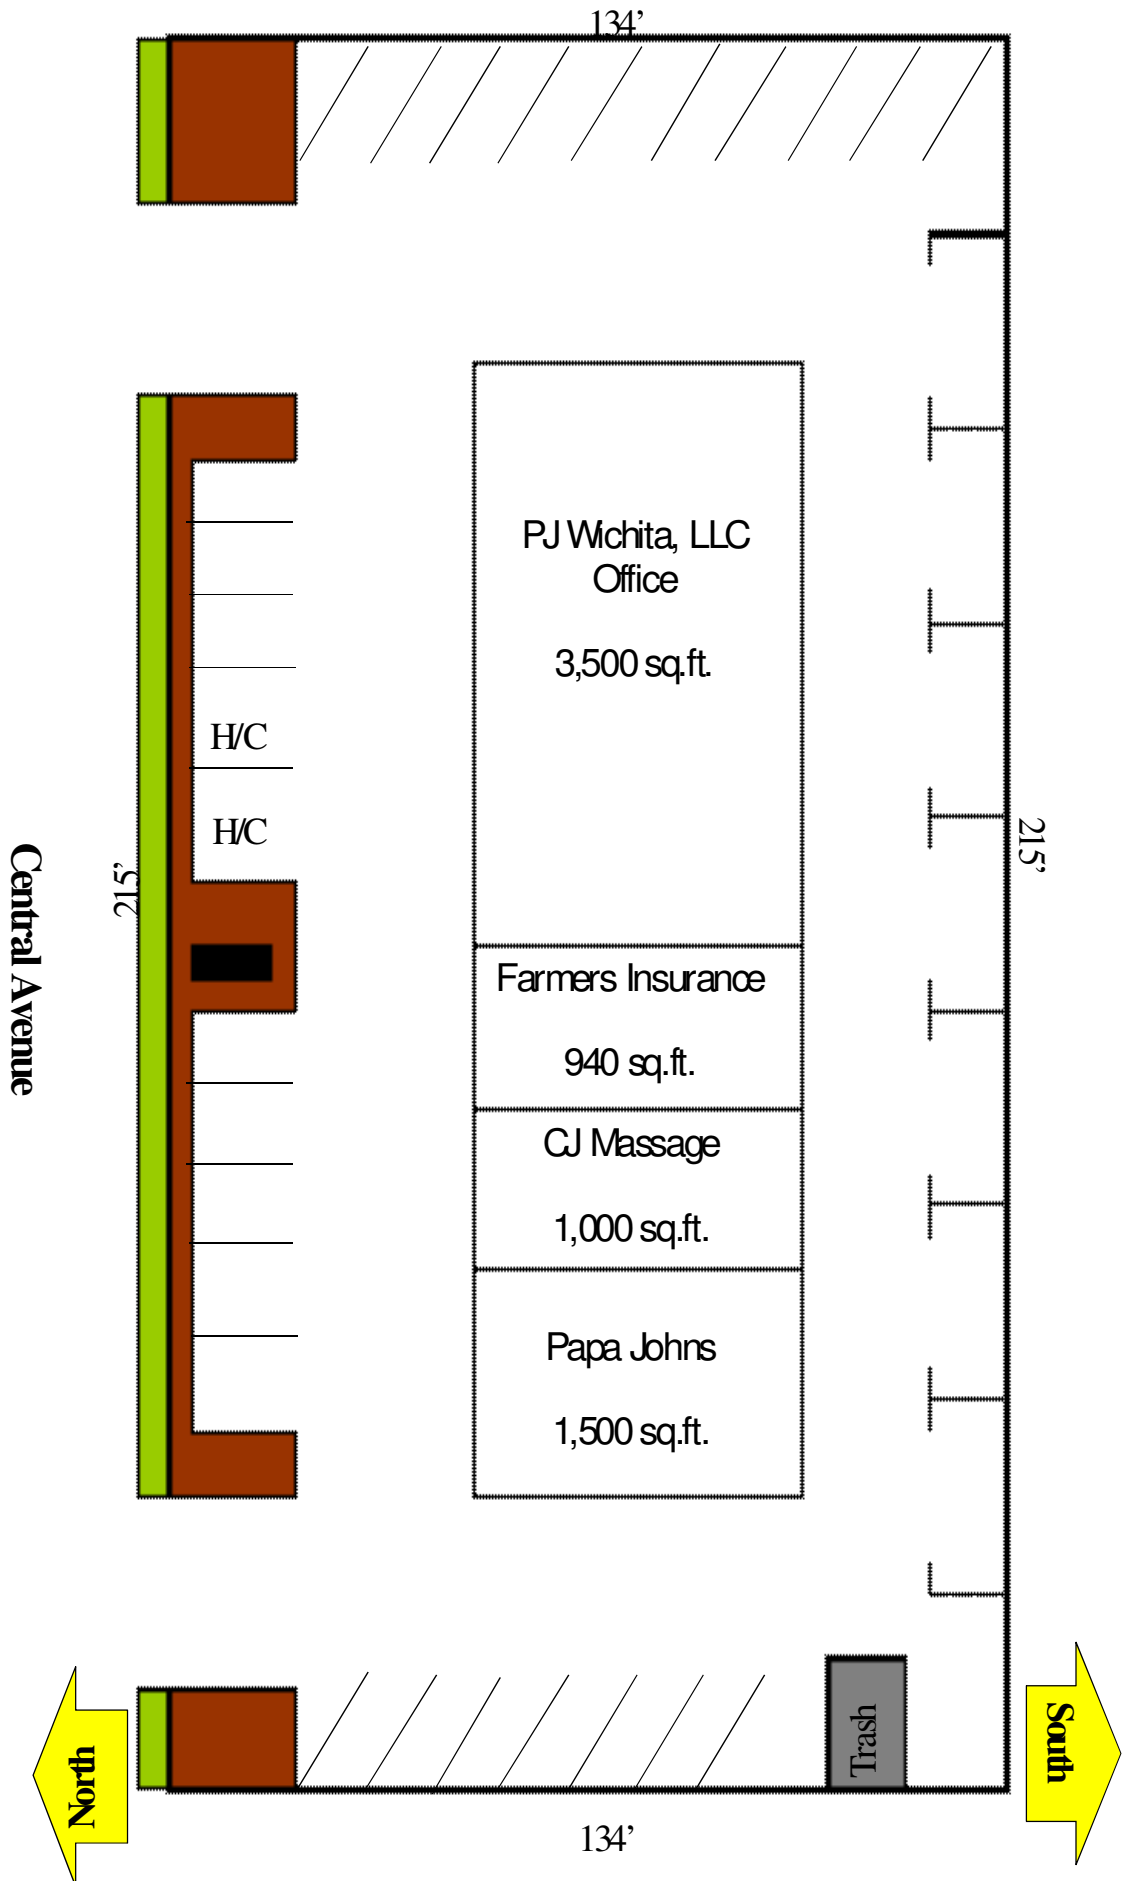 134’
PJ Wichita, LLC
Office
3,500 sq.ft.
H/C
H/C
Central Avenue
215’
215’
Farmers Insurance
940 sq.ft.
CJ Massage
1,000 sq.ft.
Papa Johns
1,500 sq.ft.
North
Trash
South
134’